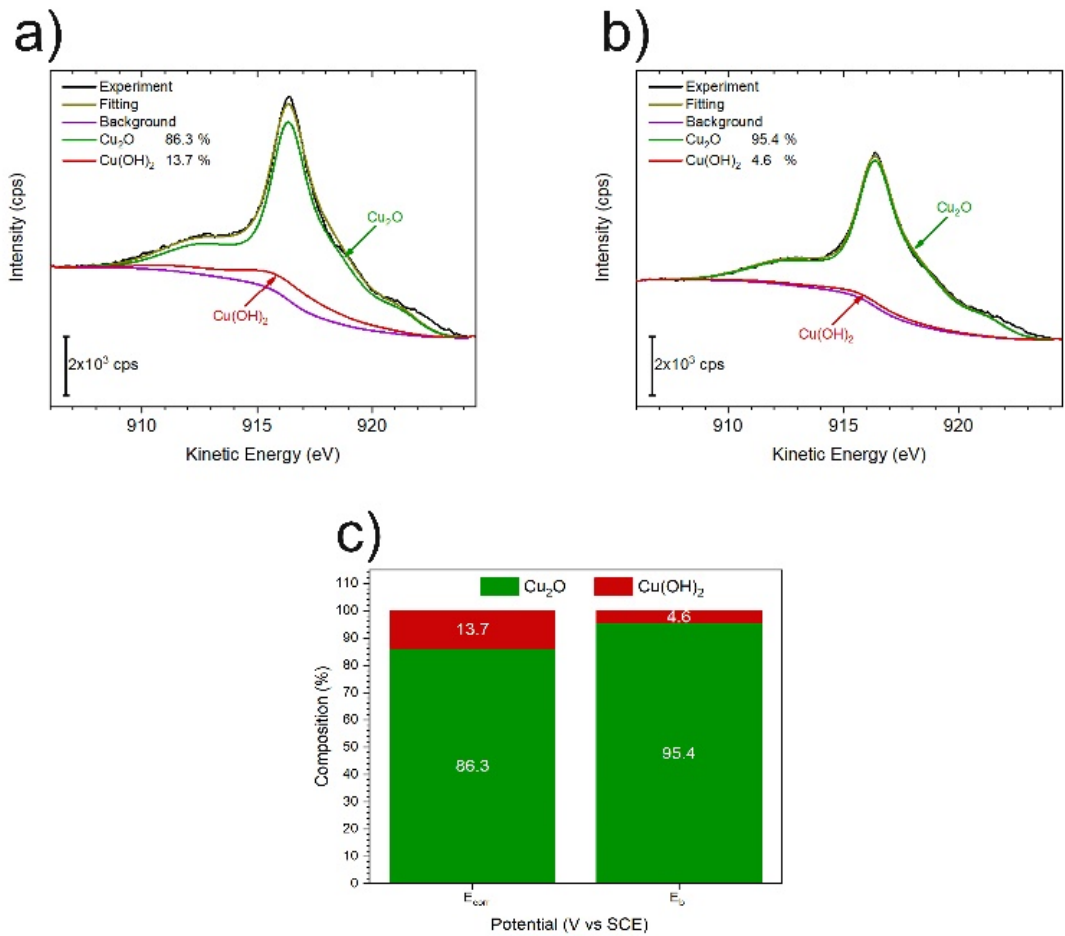 a)
Experiment
Fitting
Background
Cu₂O 86.3 %
Cu(OH)₂ 13.7 %
Cu₂O
Cu(OH)₂
2x10³ cps
Intensity (cps)
910 915 920
Kinetic Energy (eV)
b)
Experiment
Fitting
Background
Cu₂O 95.4 %
Cu(OH)₂ 4.6 %
Cu₂O
Cu(OH)₂
2x10³ cps
Intensity (cps)
910 915 920
Kinetic Energy (eV)
c)
Cu₂O Cu(OH)₂
110
100
90
80
70
60
50
40
30
20
10
0
Composition (%)
13.7
86.3
4.6
95.4
E_corr E_b
Potential (V vs SCE)